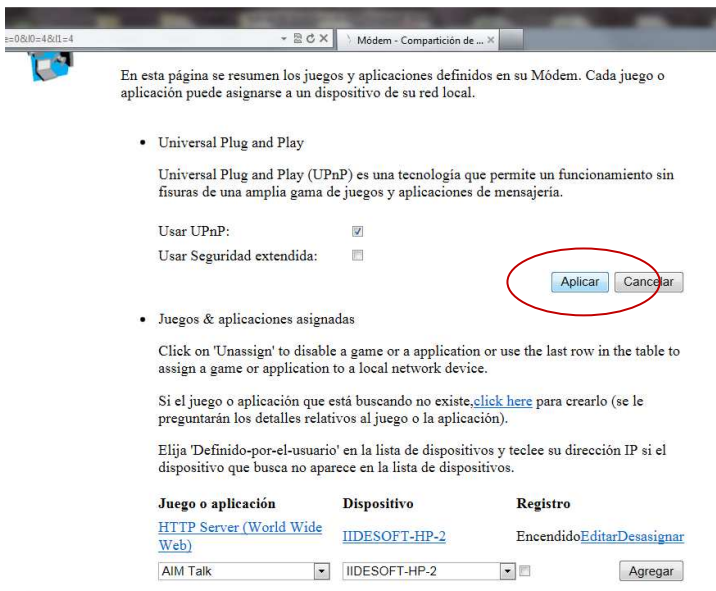 e=0&l0=4&l1=4
Módem - Compartición de ...
En esta página se resumen los juegos y aplicaciones definidos en su Módem. Cada juego o
aplicación puede asignarse a un dispositivo de su red local.
Universal Plug and Play
Universal Plug and Play (UPnP) es una tecnología que permite un funcionamiento sin
fisuras de una amplia gama de juegos y aplicaciones de mensajería.
Usar UPnP:
Usar Seguridad extendida:
Aplicar Cancelar
Juegos & aplicaciones asignadas
Click on 'Unassign' to disable a game or a application or use the last row in the table to
assign a game or application to a local network device.
Si el juego o aplicación que está buscando no existe,click here para crearlo (se le
preguntarán los detalles relativos al juego o la aplicación).
Elija 'Definido-por-el-usuario' en la lista de dispositivos y teclee su dirección IP si el
dispositivo que busca no aparece en la lista de dispositivos.
Juego o aplicación Dispositivo Registro
HTTP Server (World Wide
Web) IIDESOFT-HP-2 EncendidoEditarDesasignar
AIM Talk IIDESOFT-HP-2 Agregar